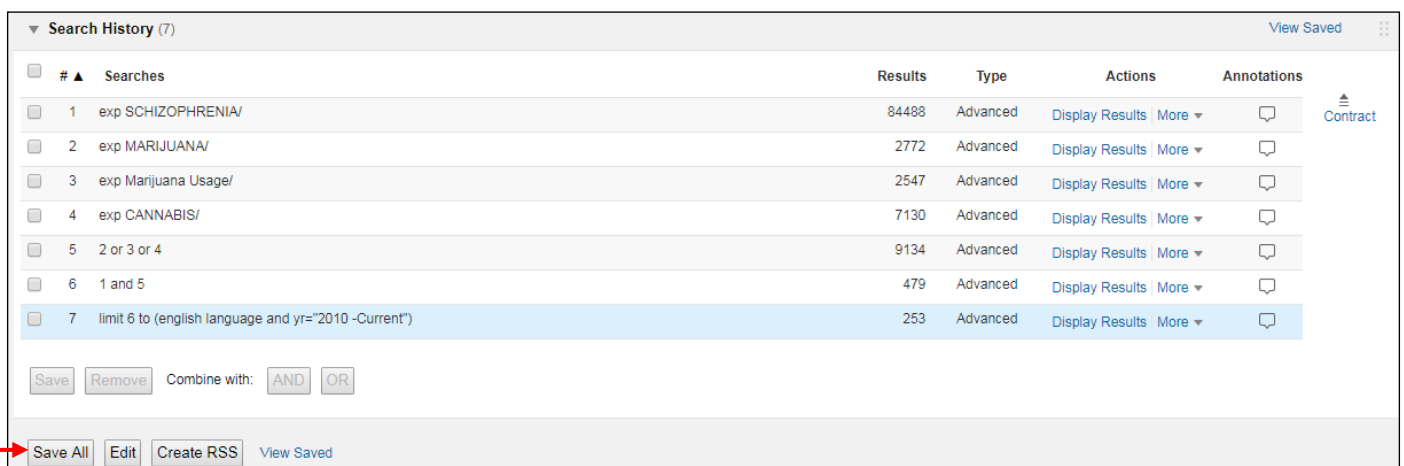 ▼ Search History (7) View Saved
# ▲ Searches Results Type Actions Annotations
1 exp SCHIZOPHRENIA/ 84488 Advanced Display Results More ▼
Contract
2 exp MARIJUANA/ 2772 Advanced Display Results More ▼
3 exp Marijuana Usage/ 2547 Advanced Display Results More ▼
4 exp CANNABIS/ 7130 Advanced Display Results More ▼
5 2 or 3 or 4 9134 Advanced Display Results More ▼
6 1 and 5 479 Advanced Display Results More ▼
7 limit 6 to (english language and yr="2010 -Current") 253 Advanced Display Results More ▼
Save Remove Combine with: AND OR
Save All Edit Create RSS View Saved